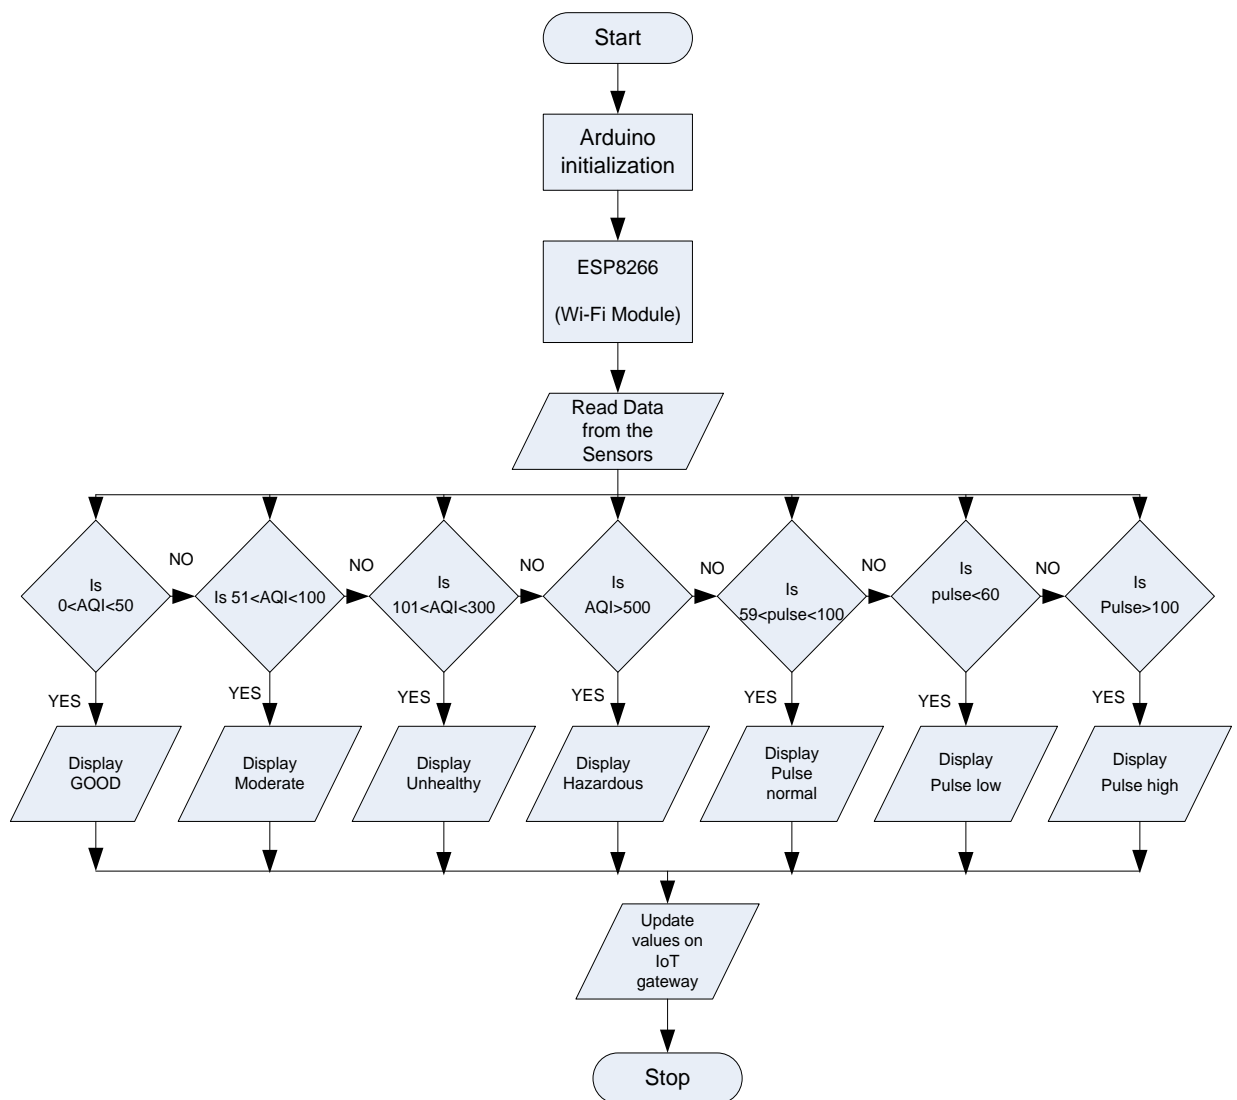 Start
Arduino
initialization
ESP8266
(Wi-Fi Module)
Read Data
from the
Sensors
Is
0<AQI<50
NO
Is 51<AQI<100
NO
Is
101<AQI<300
NO
Is
AQI>500
NO
Is
59<pulse<100
NO
Is
pulse<60
NO
Is
Pulse>100
YES
YES
YES
YES
YES
YES
YES
Display
GOOD
Display
Moderate
Display
Unhealthy
Display
Hazardous
Display
Pulse
normal
Display
Pulse low
Display
Pulse high
Update
values on
IoT
gateway
Stop